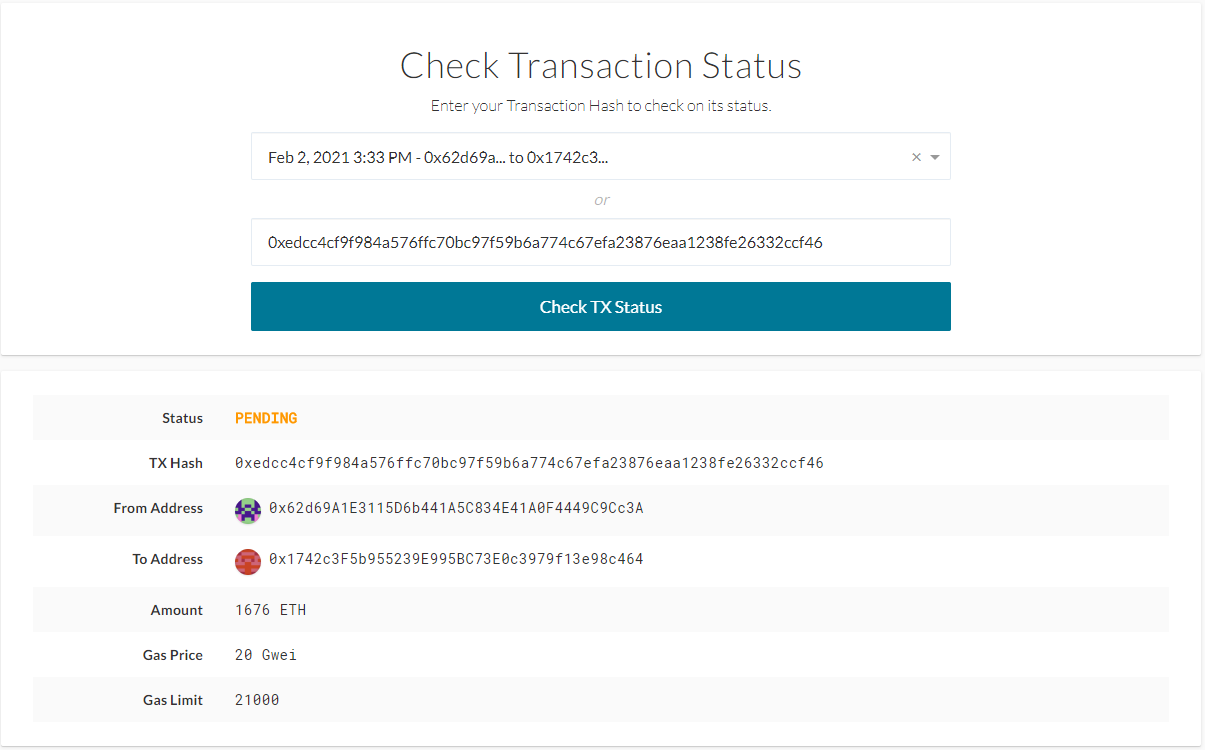 Check Transaction Status
Enter your Transaction Hash to check on its status.
Feb 2, 2021 3:33 PM - 0x62d69a... to 0x1742c3...
or
0xedcc4cf9f984a576ffc70bc97f59b6a774c67efa23876eaa1238fe26332ccf46
Check TX Status
Status PENDING
TX Hash 0xedcc4cf9f984a576ffc70bc97f59b6a774c67efa23876eaa1238fe26332ccf46
From Address 0x62d69A1E3115D6b441A5C834E41A0F4449C9Cc3A
To Address 0x1742c3F5b955239E995BC73E0c3979f13e98c464
Amount 1676 ETH
Gas Price 20 Gwei
Gas Limit 21000